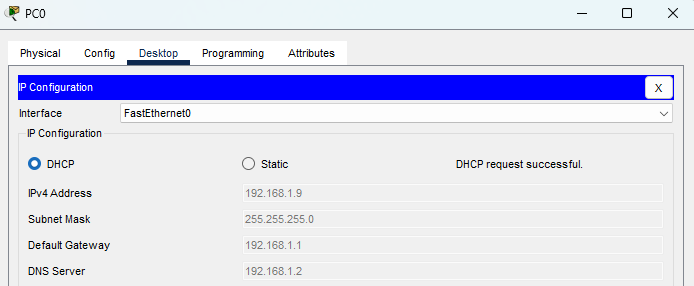 PC0
Physical Config Desktop Programming Attributes
IP Configuration X
Interface FastEthernet0
IP Configuration
DHCP Static DHCP request successful.
IPv4 Address 192.168.1.9
Subnet Mask 255.255.255.0
Default Gateway 192.168.1.1
DNS Server 192.168.1.2